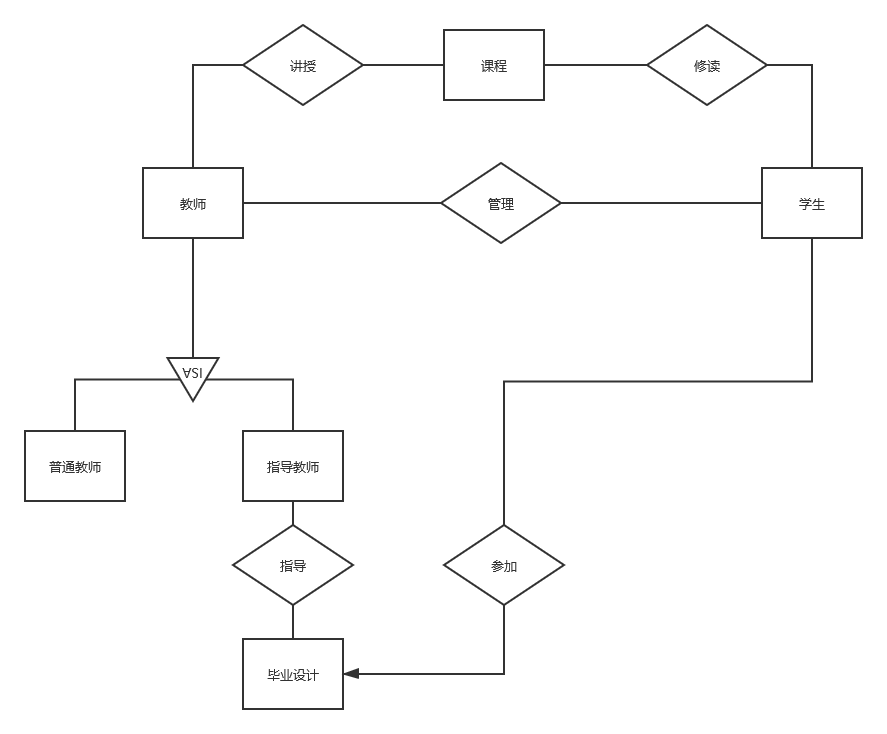 讲授
课程
修读
教师
管理
学生
ISA
普通教师
指导教师
指导
参加
毕业设计